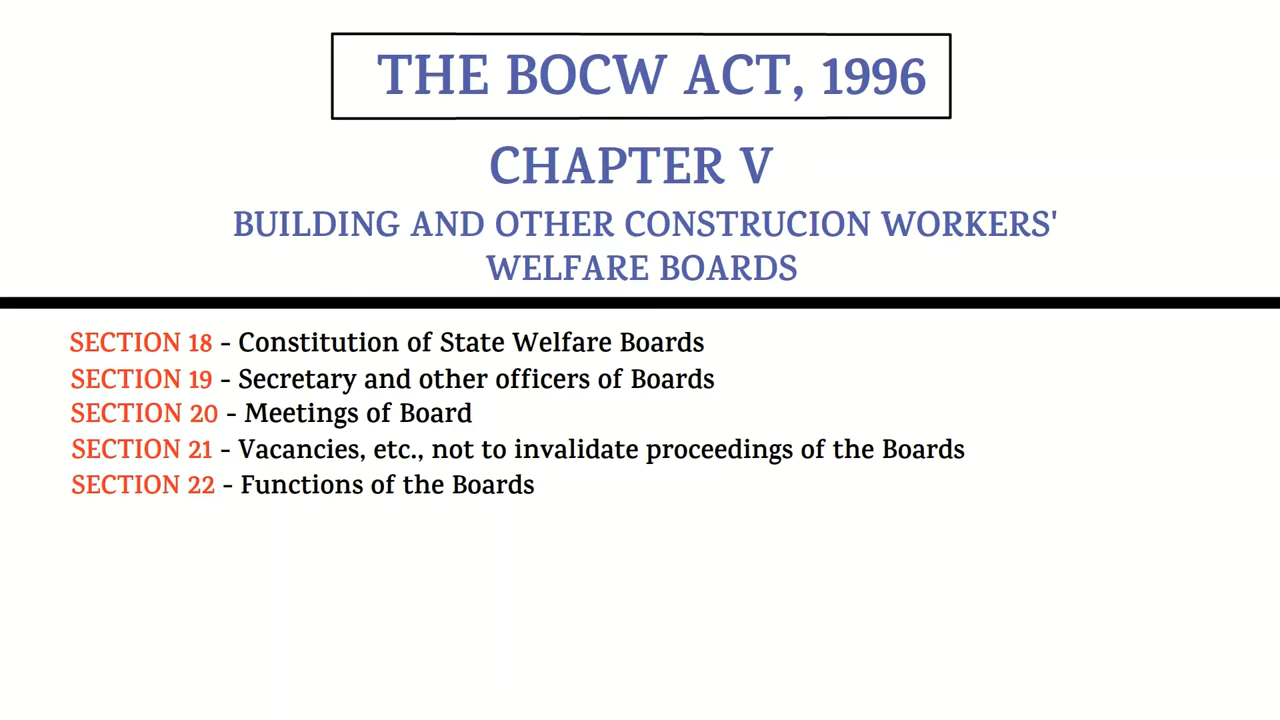 THE BOCW ACT, 1996
CHAPTER V
BUILDING AND OTHER CONSTRUCION WORKERS'
WELFARE BOARDS
SECTION 18 - Constitution of State Welfare Boards
SECTION 19 - Secretary and other officers of Boards
SECTION 20 - Meetings of Board
SECTION 21 - Vacancies, etc., not to invalidate proceedings of the Boards
SECTION 22 - Functions of the Boards